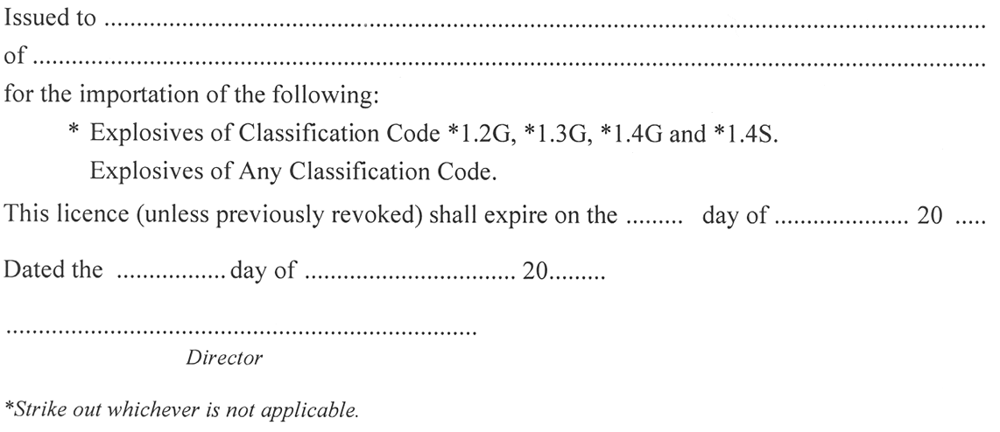 Issued to ..............................................................................................................................
of ..............................................................................................................................
for the importation of the following:
* Explosives of Classification Code *1.2G, *1.3G, *1.4G and *1.4S.
Explosives of Any Classification Code.
This licence (unless previously revoked) shall expire on the ......... day of ..................... 20 .....
Dated the ................. day of ................................ 20.........
........................................................................
Director
*Strike out whichever is not applicable.